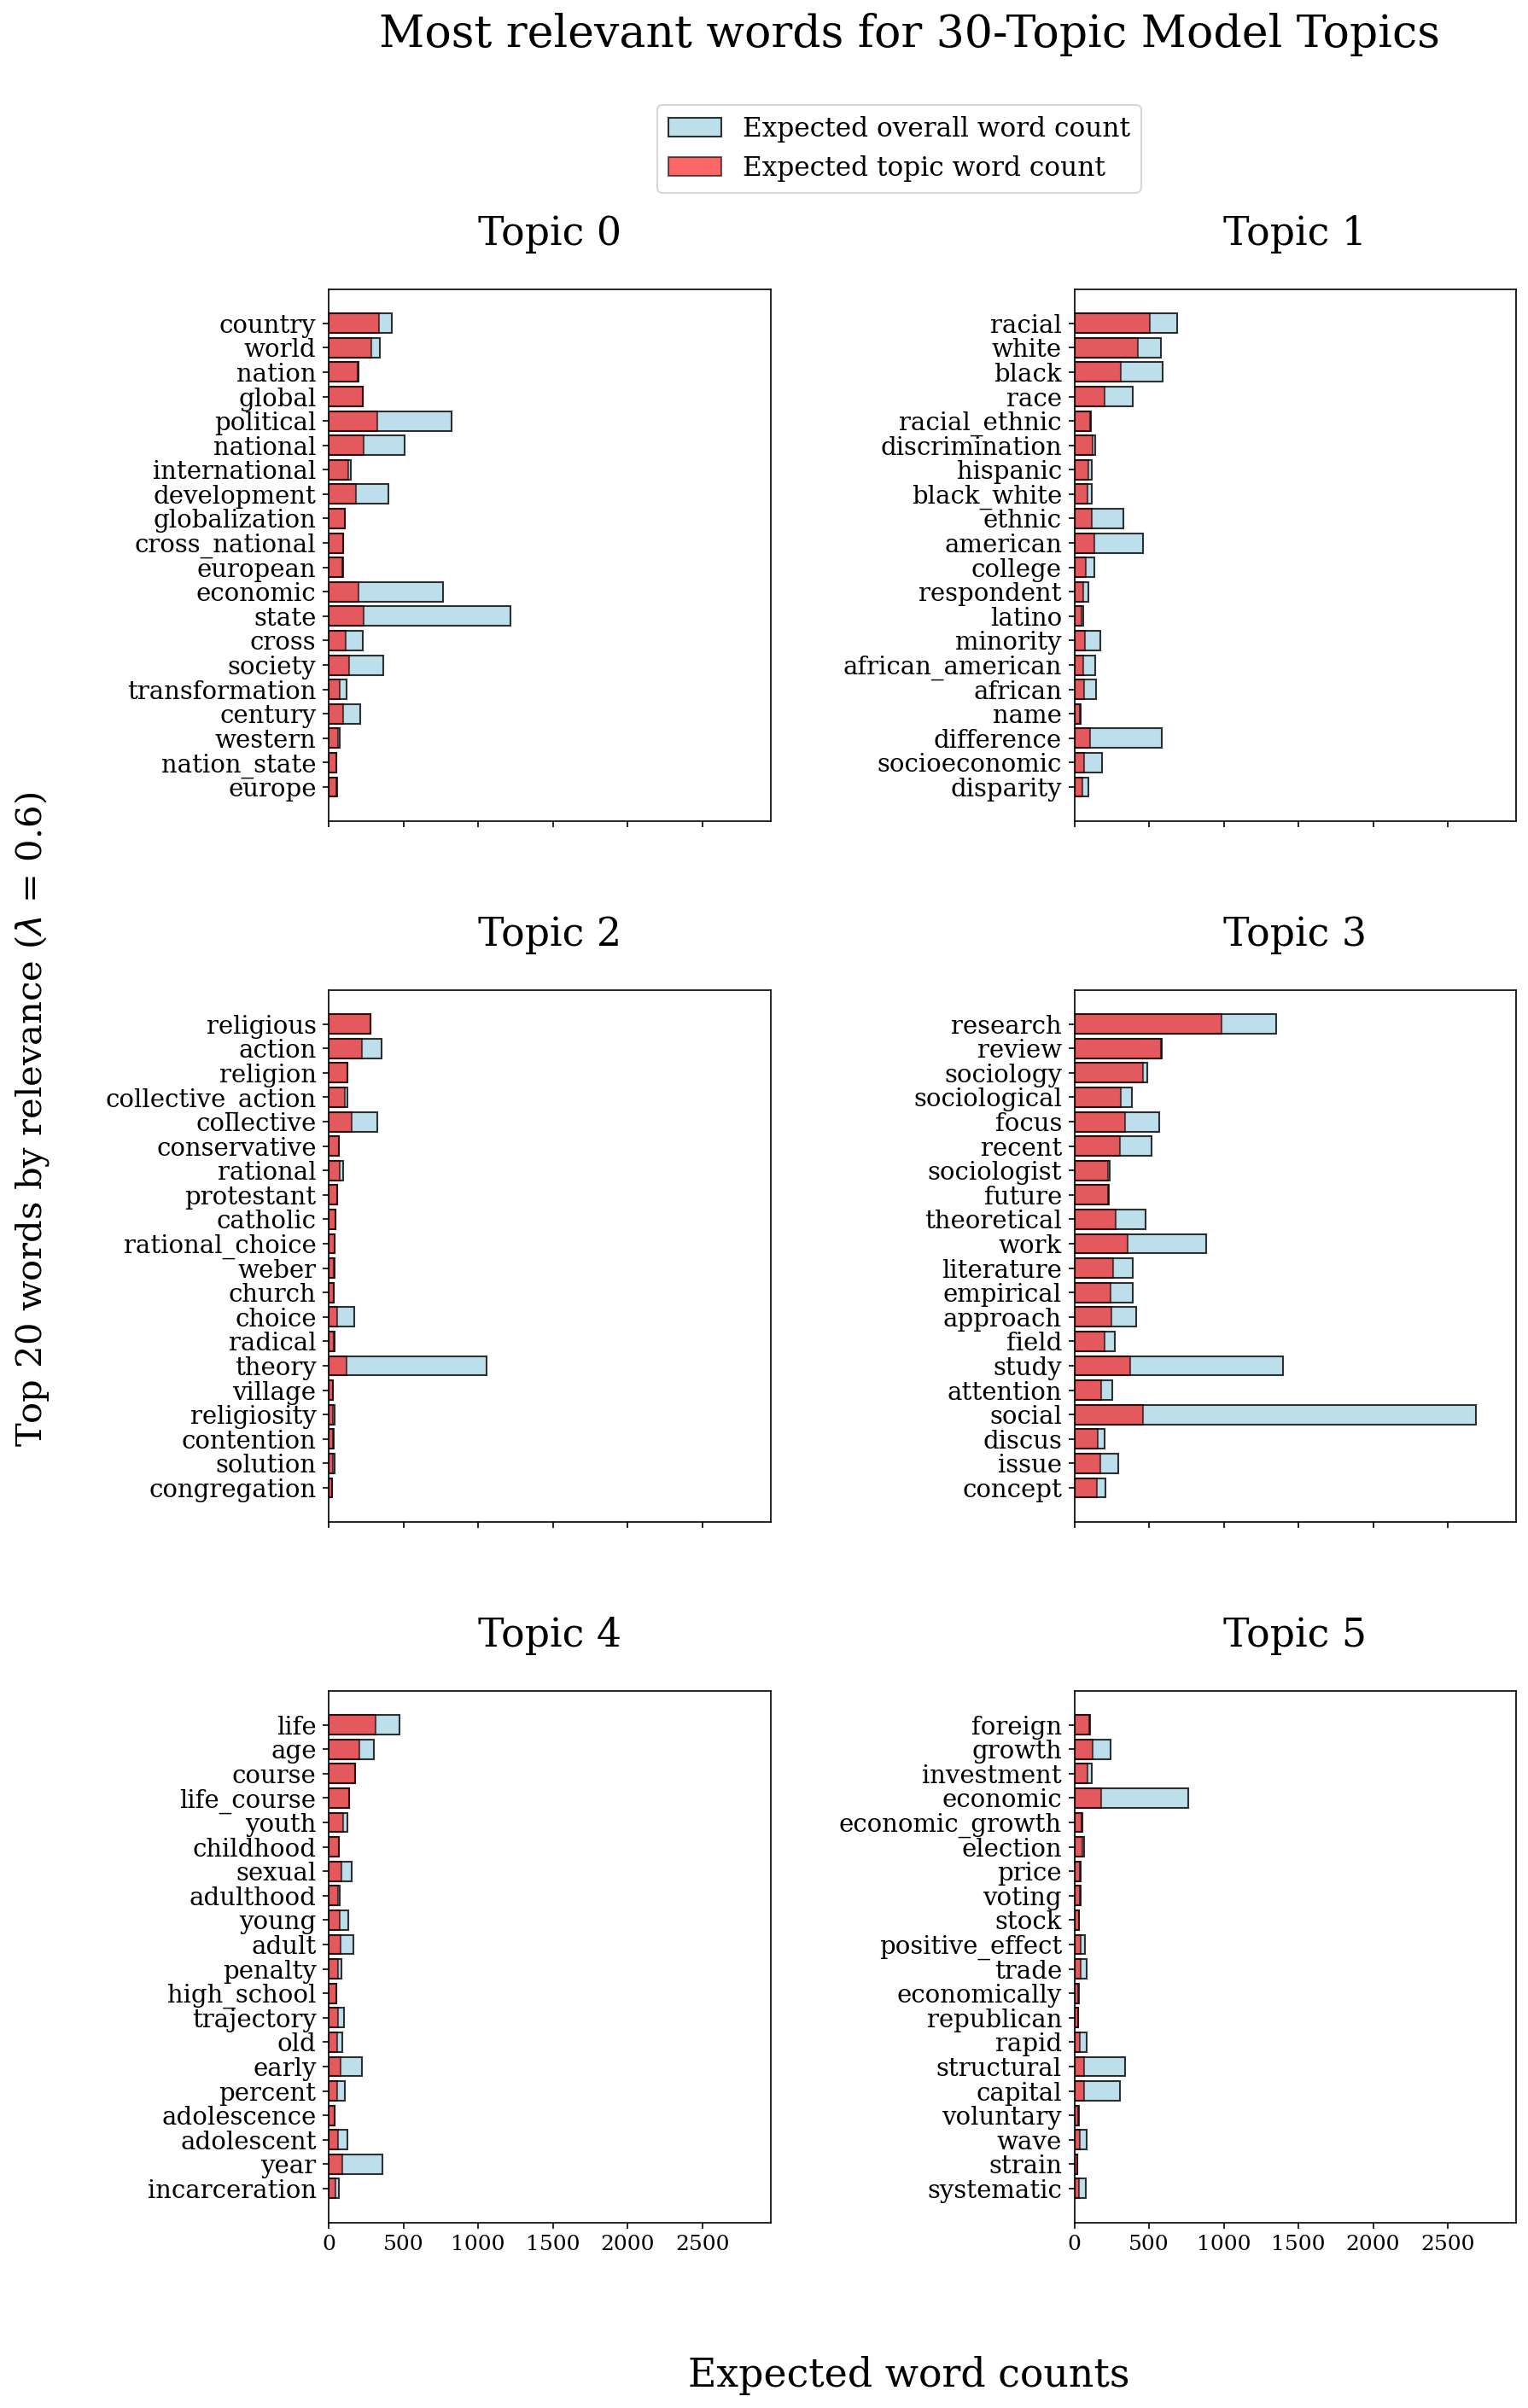 Most relevant words for 30-Topic Model Topics
Expected overall word count
Expected topic word count
Top 20 words by relevance (λ = 0.6)
Topic 0
country
world
nation
global
political
national
international
development
globalization
cross_national
european
economic
state
cross
society
transformation
century
western
nation_state
europe
Topic 1
racial
white
black
race
racial_ethnic
discrimination
hispanic
black_white
ethnic
american
college
respondent
latino
minority
african_american
african
name
difference
socioeconomic
disparity
Topic 2
religious
action
religion
collective_action
collective
conservative
rational
protestant
catholic
rational_choice
weber
church
choice
radical
theory
village
religiosity
contention
solution
congregation
Topic 3
research
review
sociology
sociological
focus
recent
sociologist
future
theoretical
work
literature
empirical
approach
field
study
attention
social
discus
issue
concept
Topic 4
life
age
course
life_course
youth
childhood
sexual
adulthood
young
adult
penalty
high_school
trajectory
old
early
percent
adolescence
adolescent
year
incarceration
0 500 1000 1500 2000 2500
Topic 5
foreign
growth
investment
economic
economic_growth
election
price
voting
stock
positive_effect
trade
economically
republican
rapid
structural
capital
voluntary
wave
strain
systematic
0 500 1000 1500 2000 2500
Expected word counts